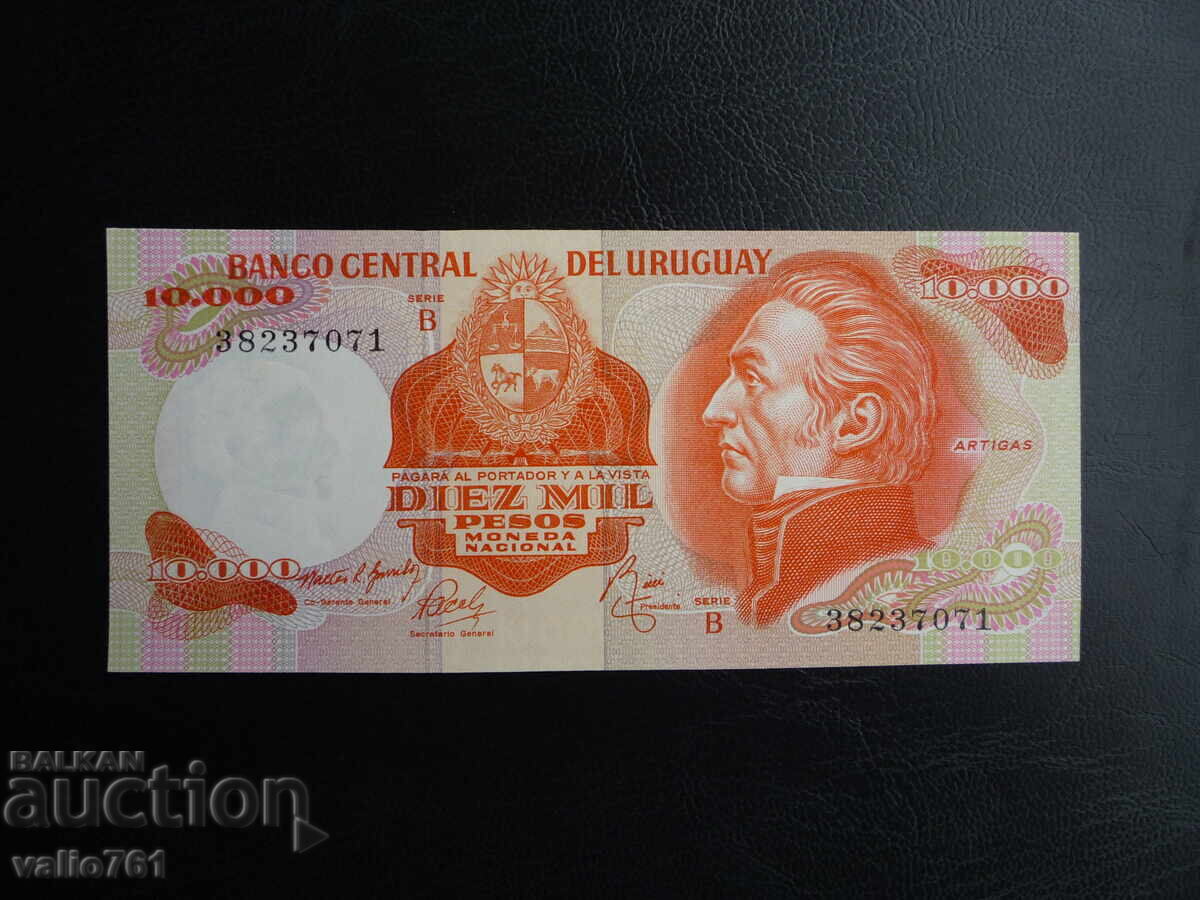 BANCO CENTRAL DEL URUGUAY
10.000 10.000
SERIE
B
38237071
ARTIGAS
PAGARÁ AL PORTADOR Y A LA VISTA
DIEZ MIL
PESOS
MONEDA
NACIONAL
10.000 10.000
Co-Gerente General
Secretario General
Presidente
SERIE
B
38237071
BALKAN
auction
valio761